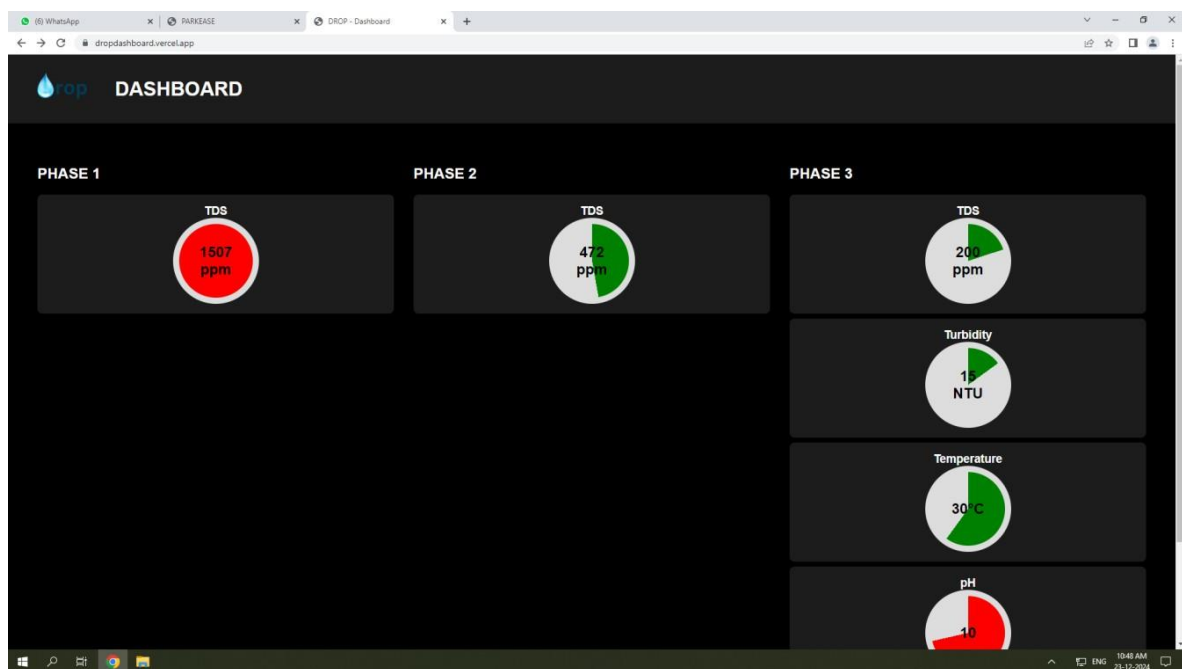 (6) WhatsApp
PARKEASE
DROP - Dashboard
dropdashboard.vercel.app
rop
DASHBOARD
PHASE 1
TDS
1507
ppm
PHASE 2
TDS
472
ppm
PHASE 3
TDS
200
ppm
Turbidity
15
NTU
Temperature
30°C
pH
10
ENG
10:48 AM
23-12-2024